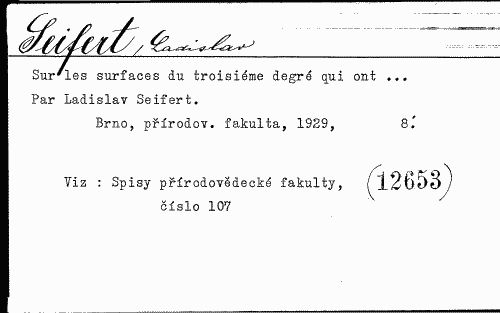 Seifert, Ladislav
Sur les surfaces du troisiéme degré qui ont ...
Par Ladislav Seifert.
Brno, přírodov. fakulta, 1929, 8.
Viz : Spisy přírodovědecké fakulty, (12653)
číslo 107